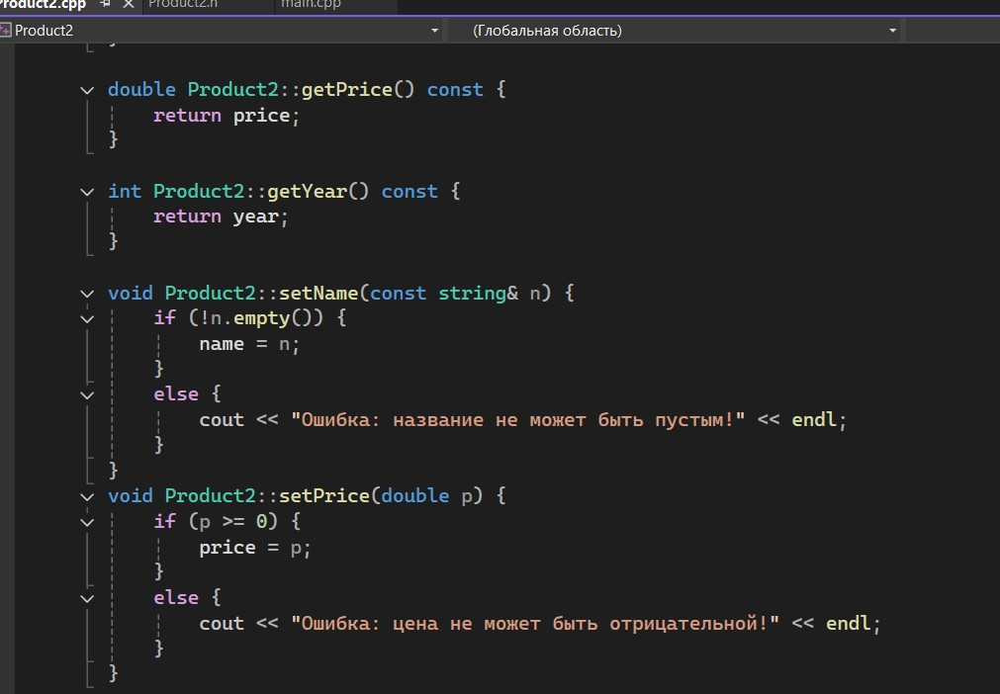 Product2.cpp Product2.h main.cpp
Product2 (Глобальная область)
}
double Product2::getPrice() const {
return price;
}
int Product2::getYear() const {
return year;
}
void Product2::setName(const string& n) {
if (!n.empty()) {
name = n;
}
else {
cout << "Ошибка: название не может быть пустым!" << endl;
}
}
void Product2::setPrice(double p) {
if (p >= 0) {
price = p;
}
else {
cout << "Ошибка: цена не может быть отрицательной!" << endl;
}
}